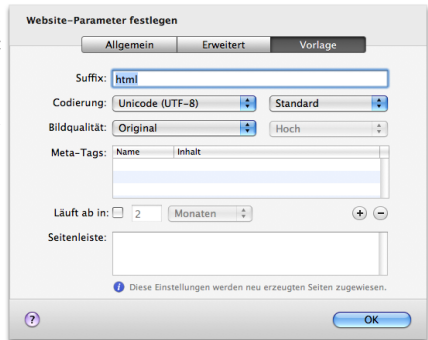 Website-Parameter festlegen
Allgemein Erweitert Vorlage
Suffix: html
Codierung: Unicode (UTF-8) Standard
Bildqualität: Original Hoch
Meta-Tags: Name Inhalt
Läuft ab in: 2 Monaten
Seitenleiste:
Diese Einstellungen werden neu erzeugten Seiten zugewiesen.
? OK